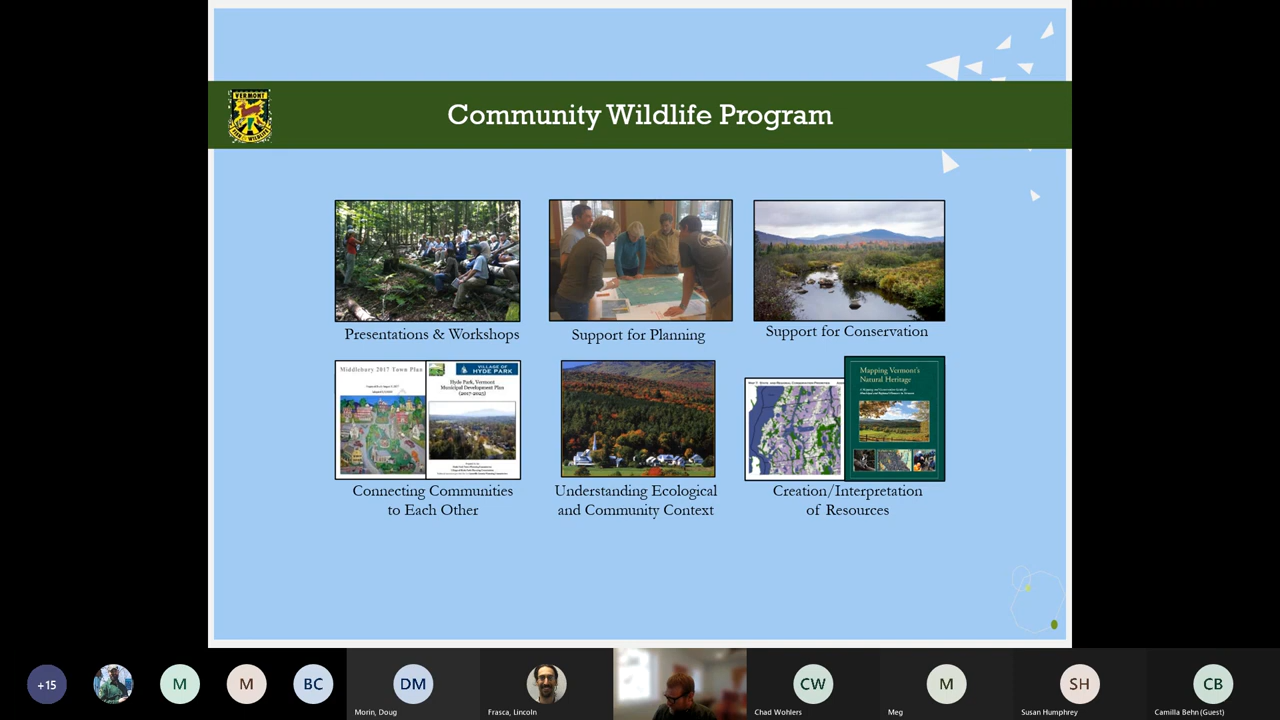 VERMONT
Community Wildlife Program
Presentations & Workshops
Support for Planning
Support for Conservation
Middlebury 2017 Town Plan
VILLAGE OF
HYDE PARK
Hyde Park, Vermont
Municipal Development Plan
Mapping Vermont's
Natural Heritage
Connecting Communities
to Each Other
Understanding Ecological
and Community Context
Creation/Interpretation
of Resources
+15
M
M
BC
DM
CW
M
SH
CB
Morin, Doug
Frasca, Lincoln
Chad Wohlers
Meg
Susan Humphrey
Camilla Behn (Guest)